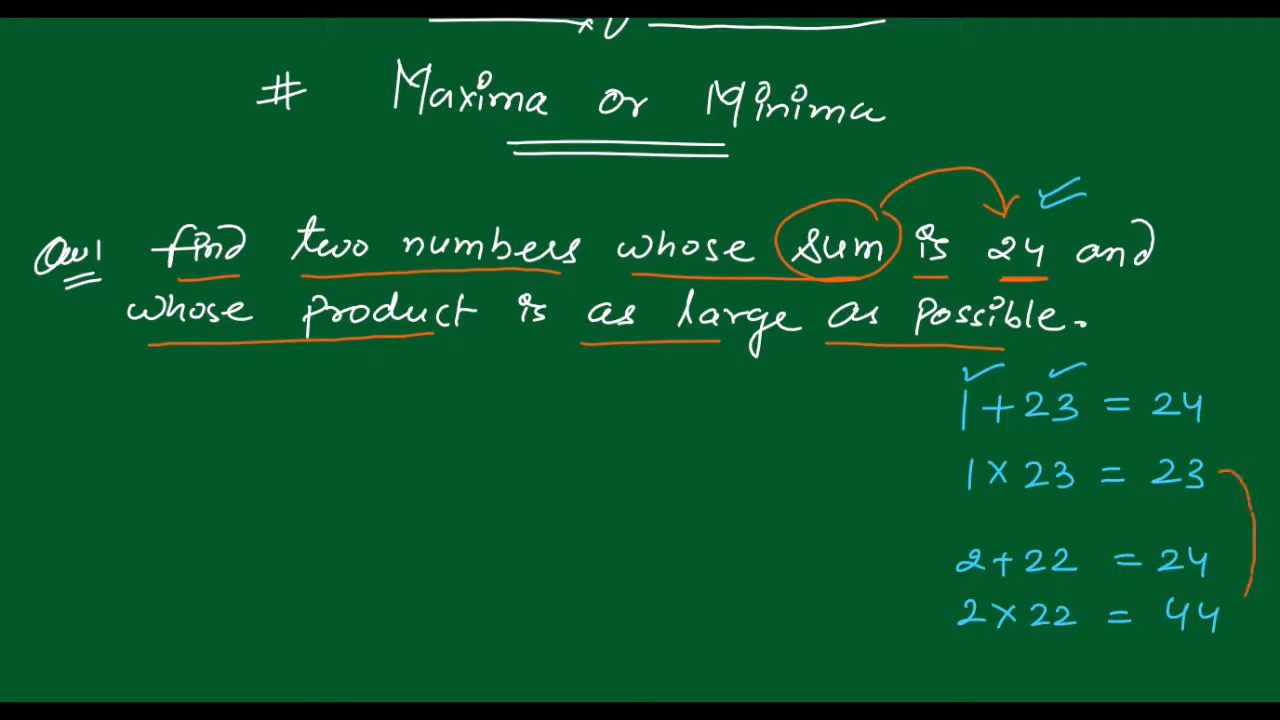 # Maxima or Minima
Qu1 find two numbers whose sum is 24 and
whose product is as large as possible.
1 + 23 = 24
1 × 23 = 23
2 + 22 = 24
2 × 22 = 44